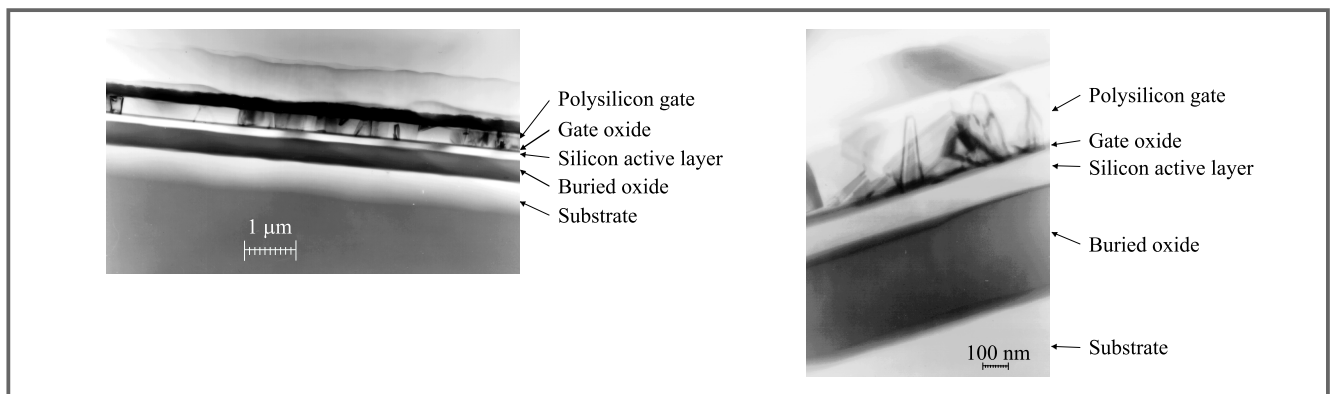 Polysilicon gate
Gate oxide
Silicon active layer
Buried oxide
Substrate
1 μm
Polysilicon gate
Gate oxide
Silicon active layer
Buried oxide
Substrate
100 nm